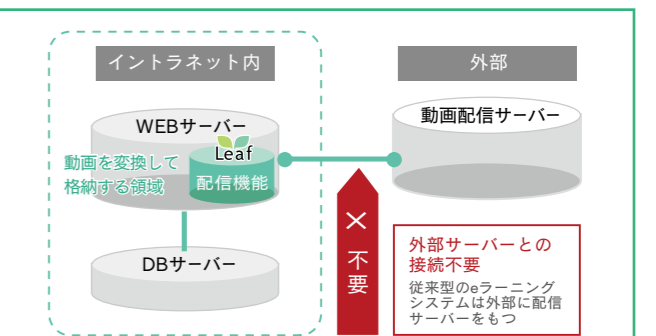 イントラネット内
外部
WEBサーバー
Leaf
配信機能
動画を変換して
格納する領域
DBサーバー
動画配信サーバー
×
不要
外部サーバーとの
接続不要
従来型のeラーニング
システムは外部に配信
サーバーをもつ